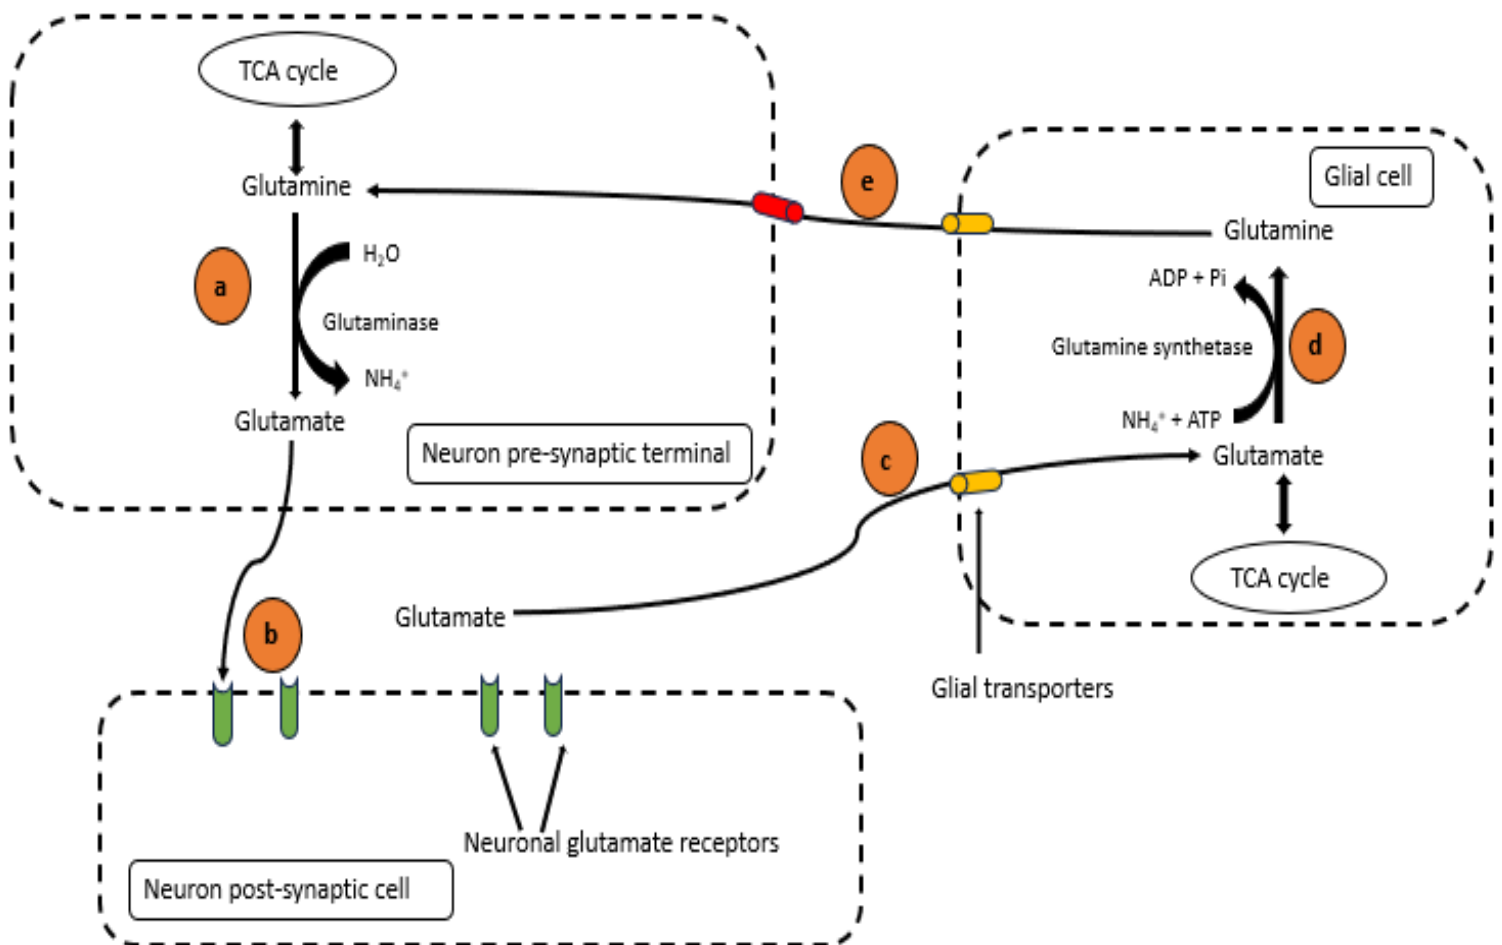 TCA cycle
Glutamine
a
H₂O
Glutaminase
NH₄⁺
Glutamate
Neuron pre-synaptic terminal
e
Glial cell
Glutamine
ADP + Pi
Glutamine synthetase
d
NH₄⁺ + ATP
c
Glutamate
TCA cycle
Glutamate
b
Glial transporters
Neuronal glutamate receptors
Neuron post-synaptic cell